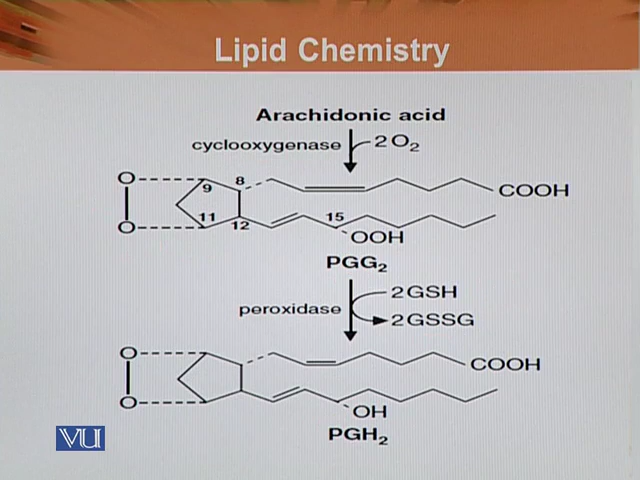 Lipid Chemistry
Arachidonic acid
cyclooxygenase
2 O2
O
9
8
COOH
O
11
12
15
OOH
PGG2
2GSH
peroxidase
2GSSG
O
COOH
O
OH
PGH2
VU